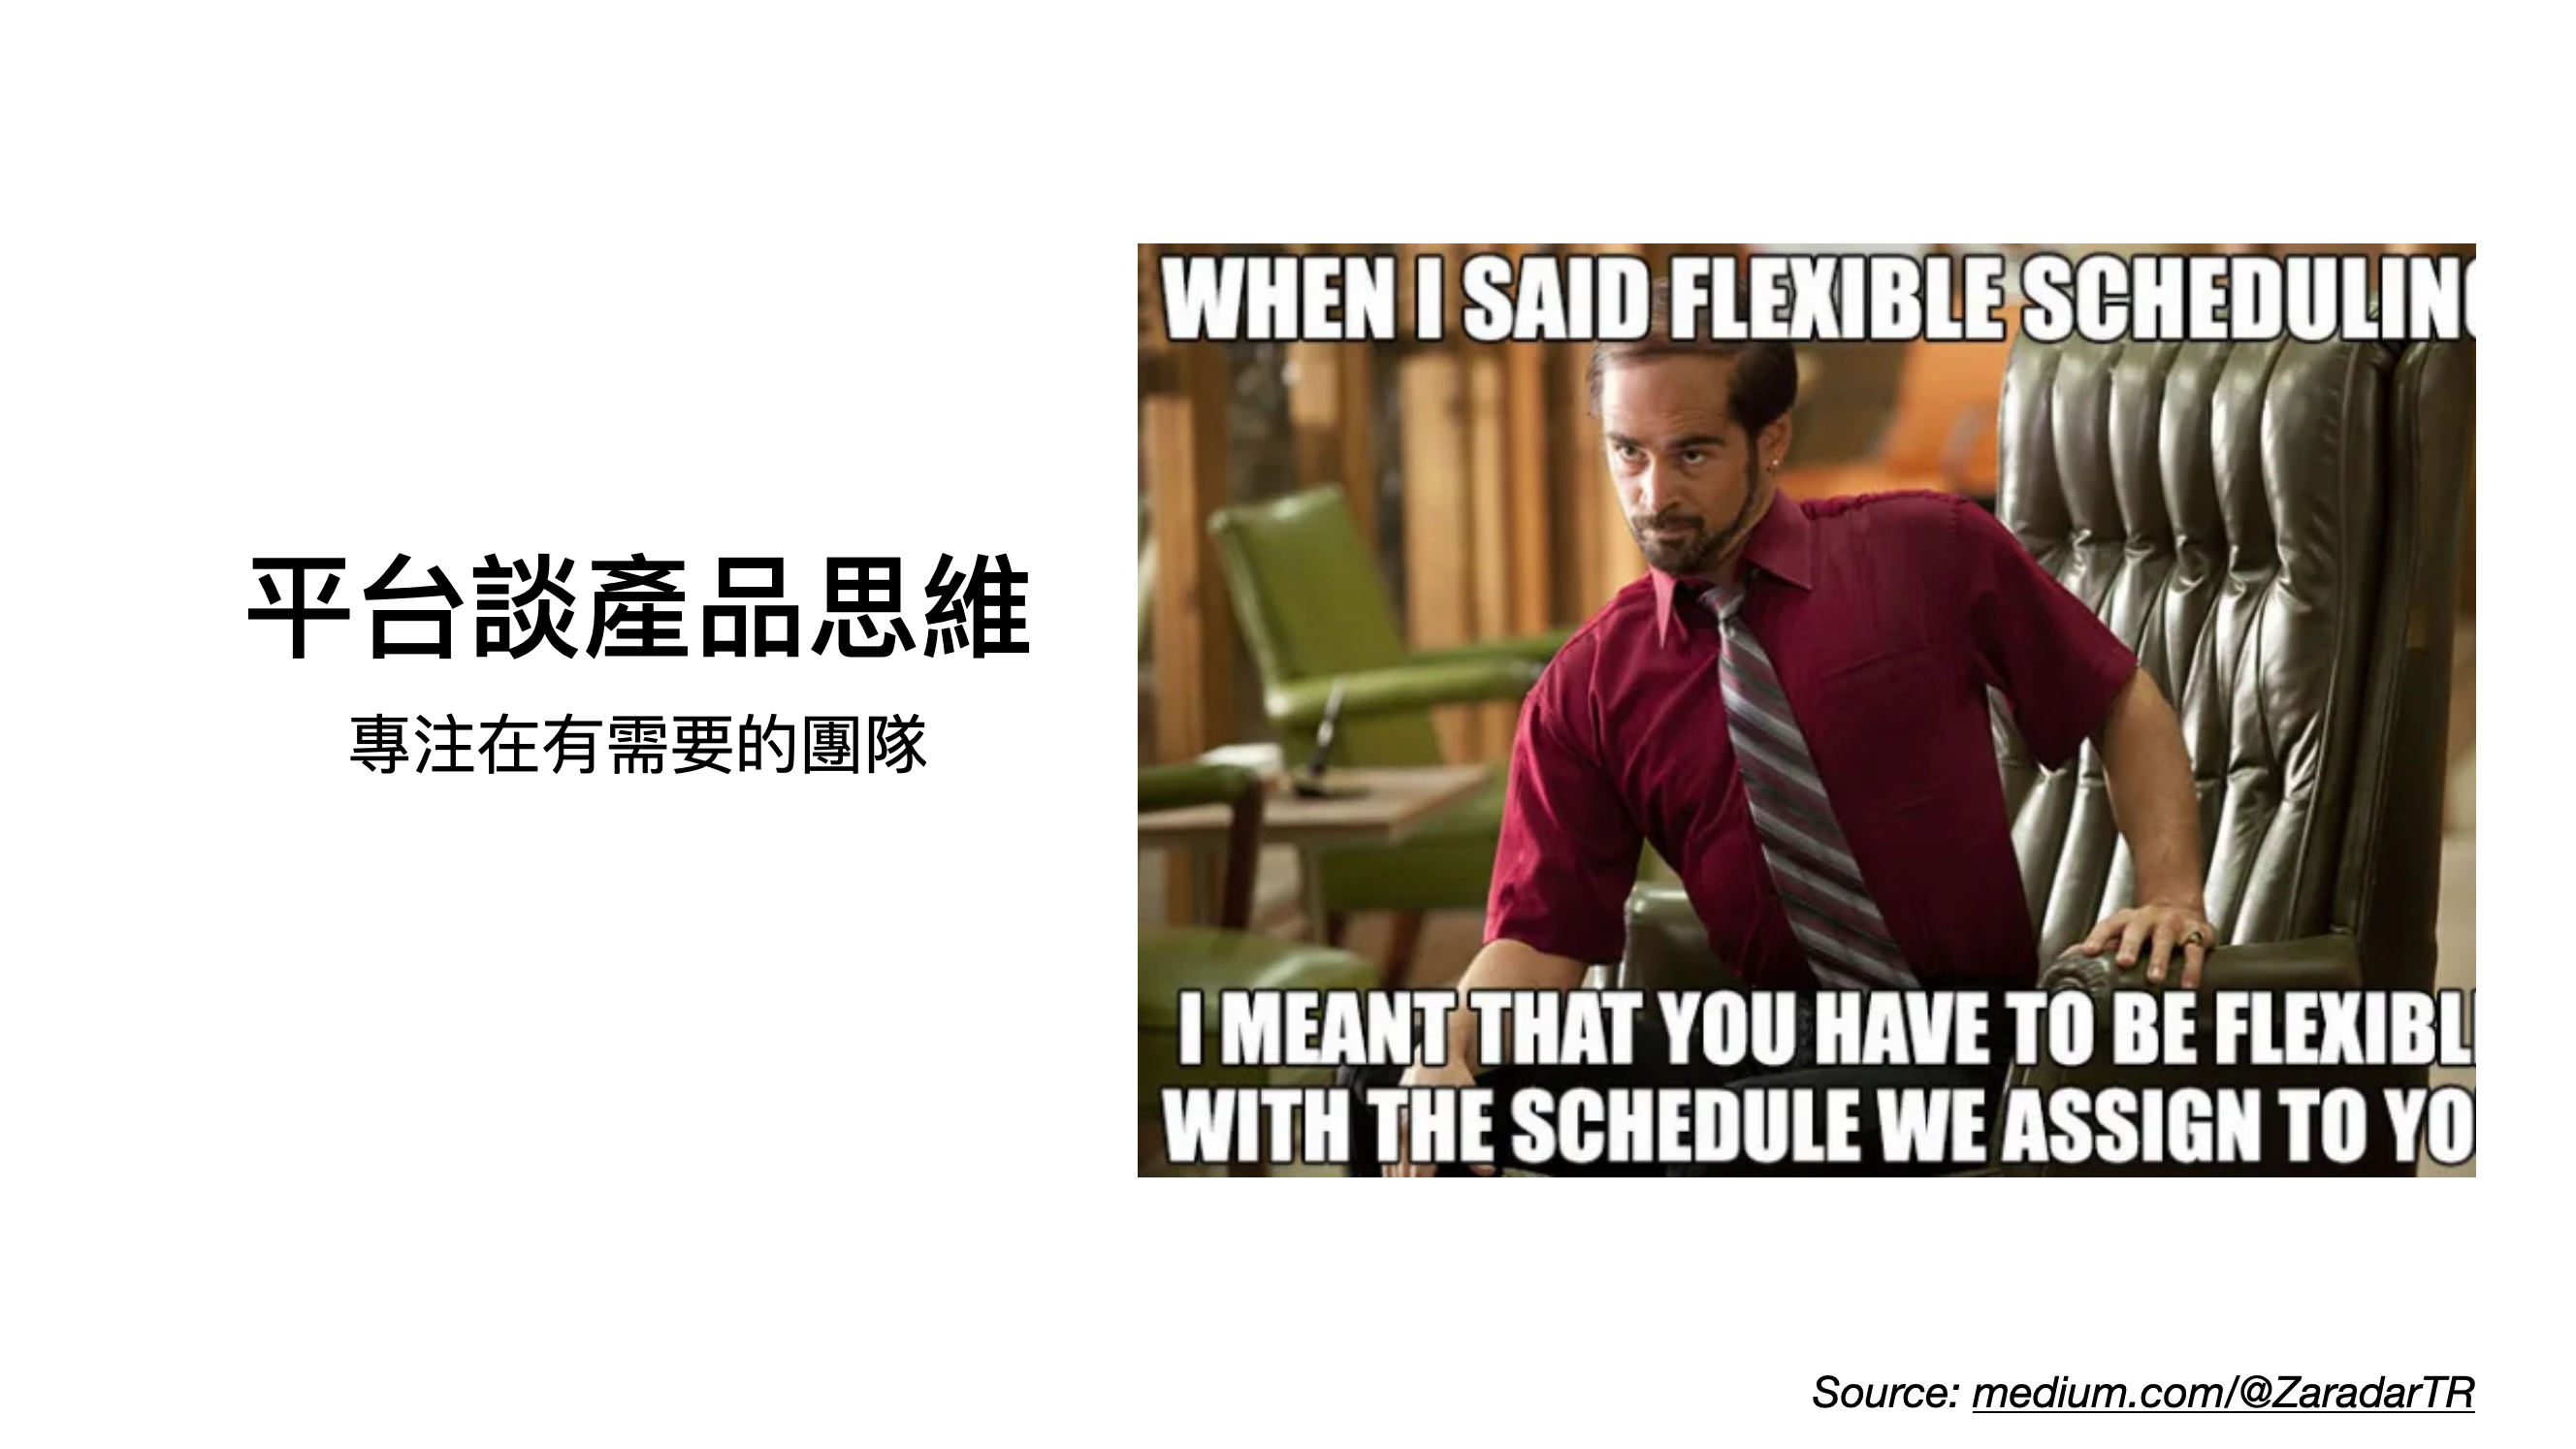 平台談產品思維
專注在有需要的團隊
WHEN I SAID FLEXIBLE SCHEDULING
I MEANT THAT YOU HAVE TO BE FLEXIBL
WITH THE SCHEDULE WE ASSIGN TO YO
Source: medium.com/@ZaradarTR